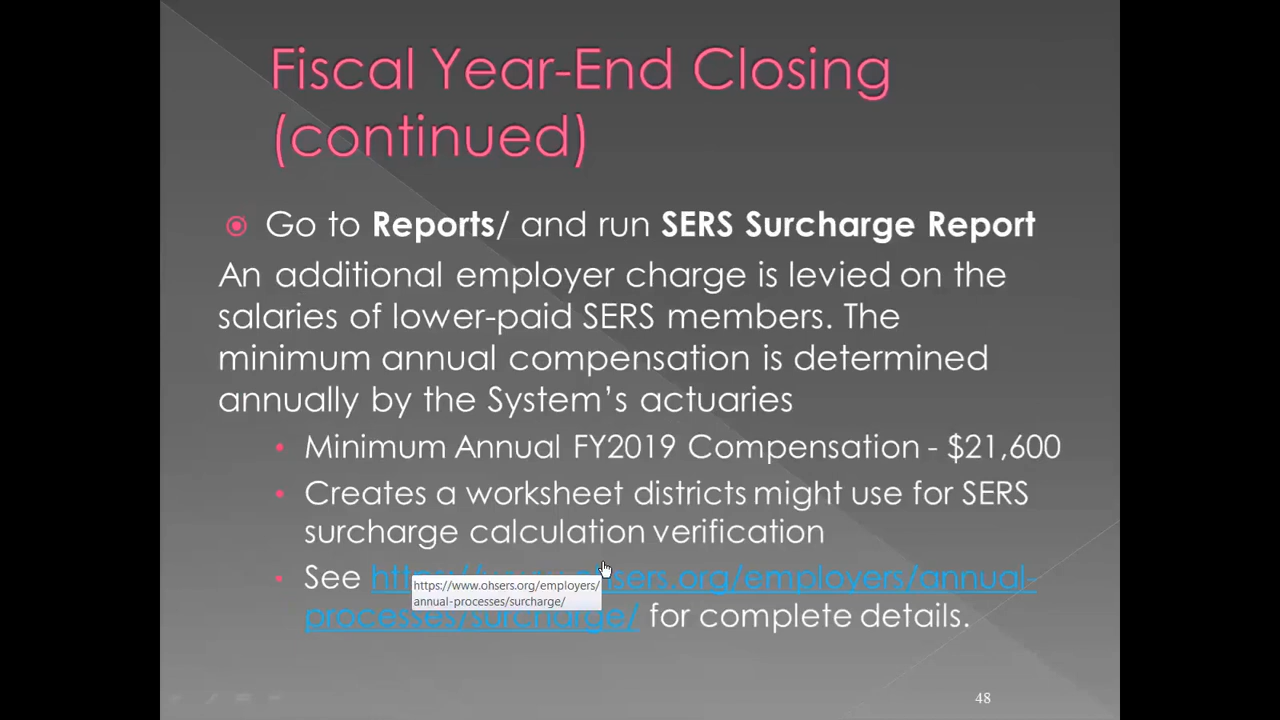 Fiscal Year-End Closing
(continued)
Go to Reports/ and run SERS Surcharge Report
An additional employer charge is levied on the
salaries of lower-paid SERS members. The
minimum annual compensation is determined
annually by the System’s actuaries
Minimum Annual FY2019 Compensation - $21,600
Creates a worksheet districts might use for SERS
surcharge calculation verification
See https://www.ohsers.org/employers/annual-
processes/surcharge/ for complete details.
https://www.ohsers.org/employers/
annual-processes/surcharge/
48